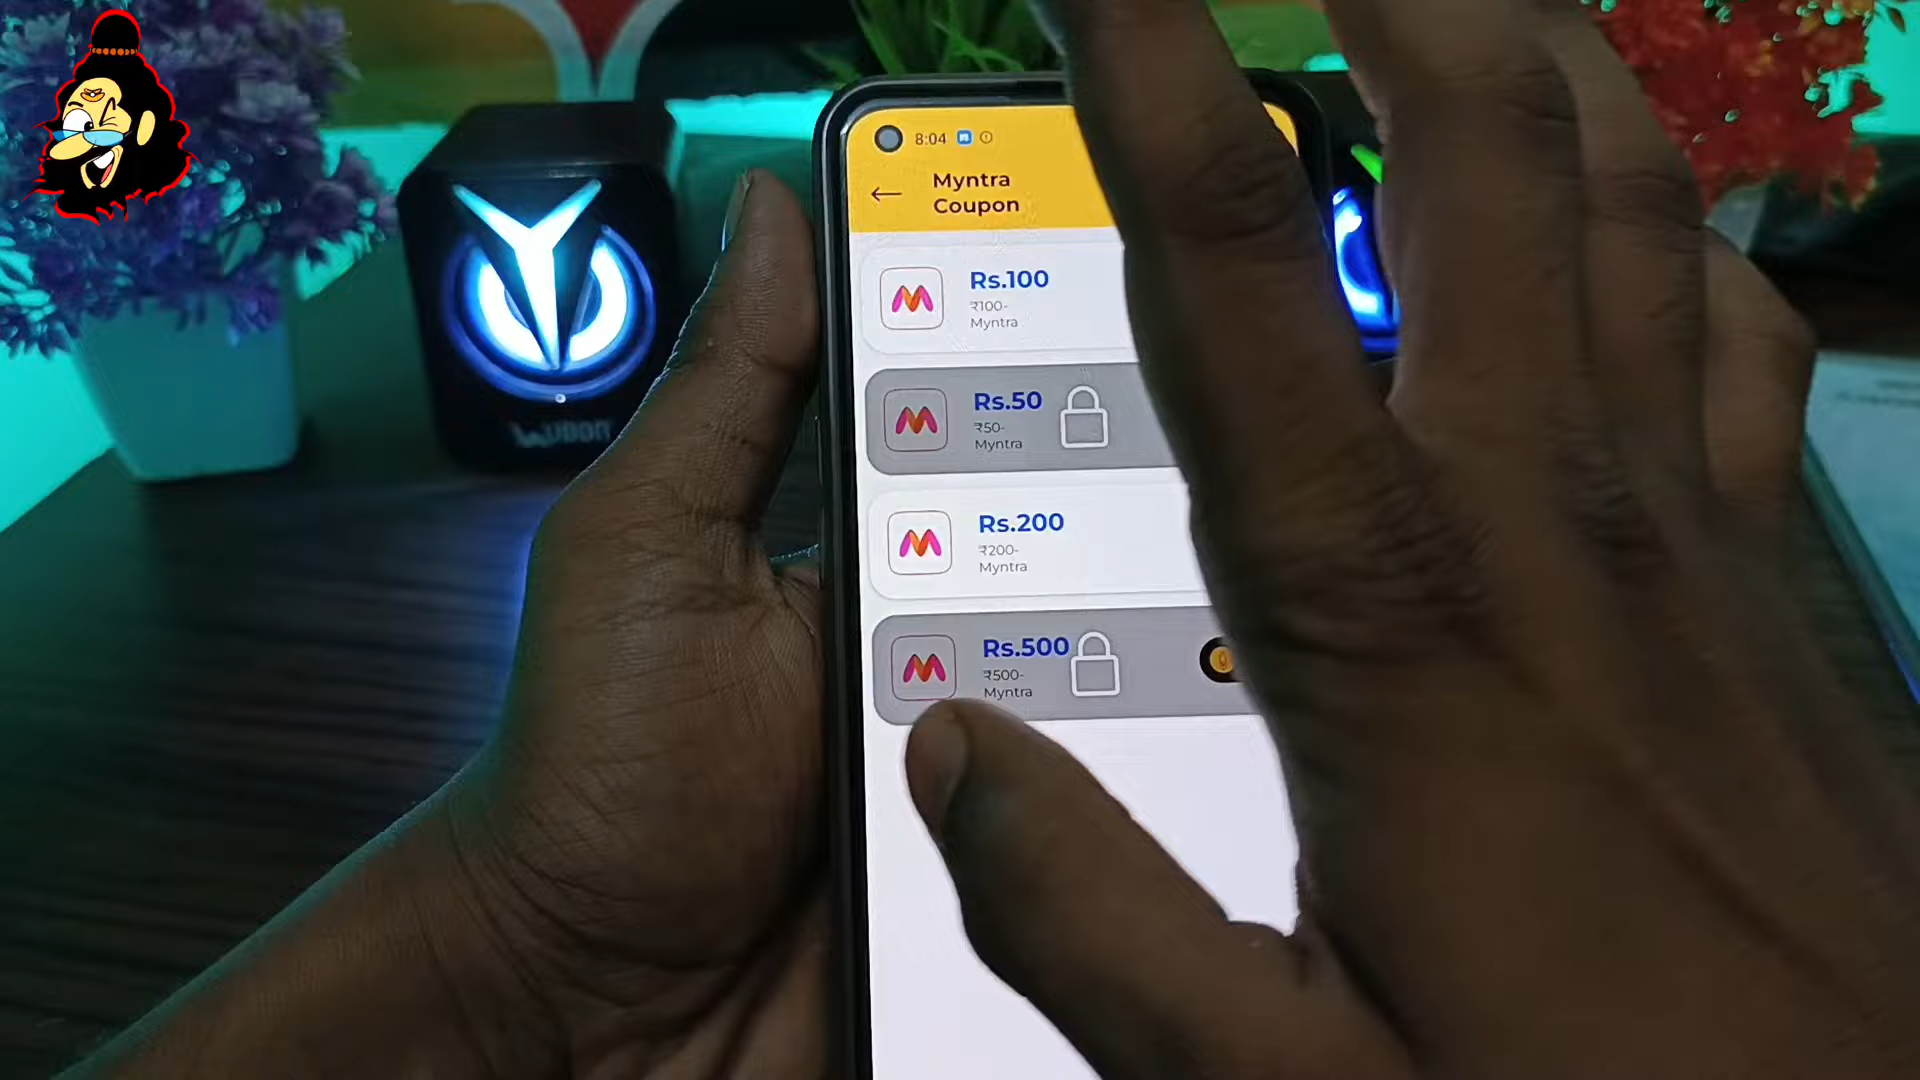 8:04
Myntra
Coupon
Rs.100
₹100-
Myntra
Rs.50
₹50-
Myntra
Rs.200
₹200-
Myntra
Rs.500
₹500-
Myntra
UBON